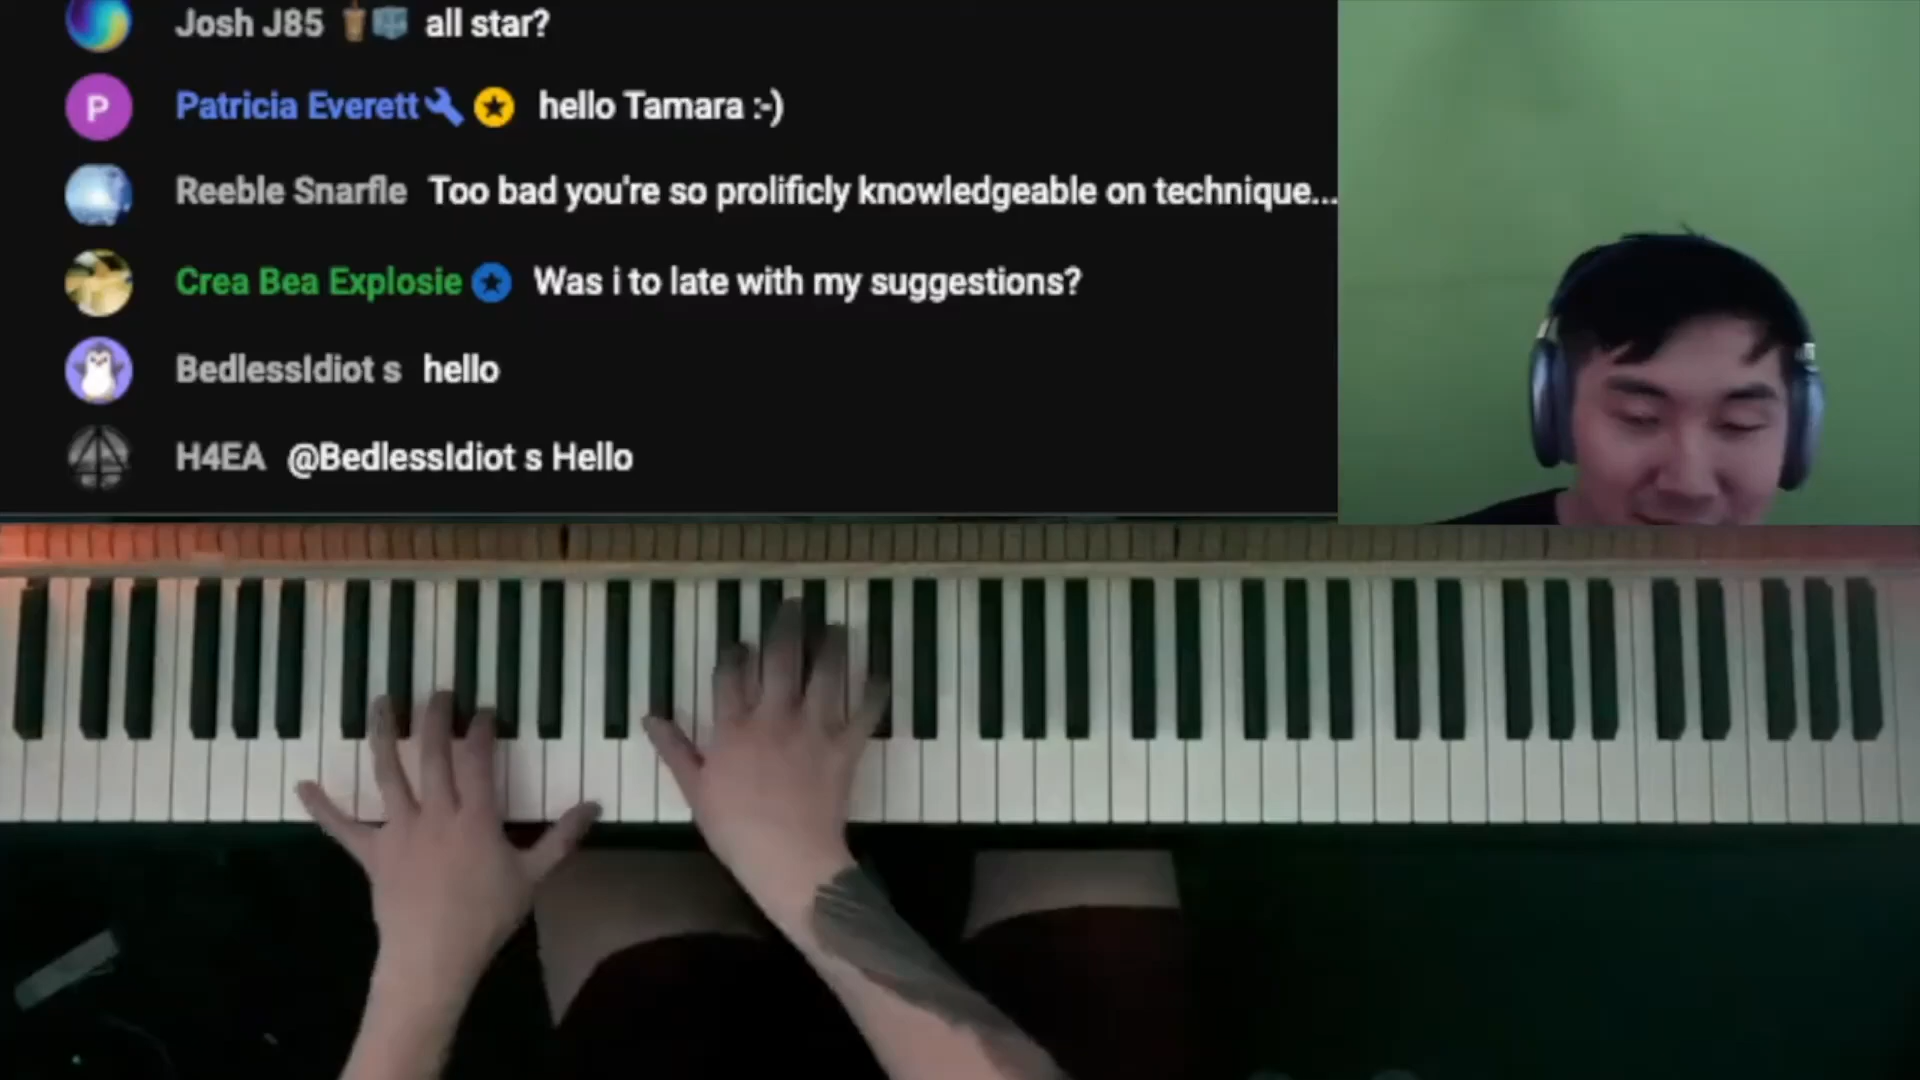 Josh J85 all star?
Patricia Everett hello Tamara :-)
Reeble Snarfle Too bad you're so prolificly knowledgeable on technique...
Crea Bea Explosie Was i to late with my suggestions?
BedlessIdiot s hello
H4EA @BedlessIdiot s Hello
P